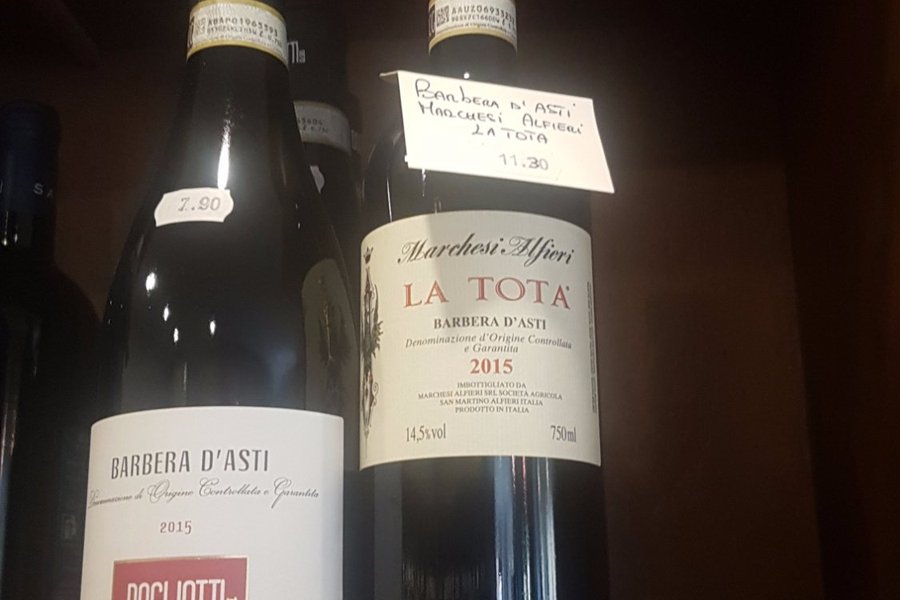 7.90
BARBERA D'ASTI
Denominazione di Origine Controllata e Garantita
2015
BARBERA D'ASTI
MARCHESI ALFIERI
LA TOTA
11.30
Marchesi Alfieri
LA TOTA'
BARBERA D'ASTI
Denominazione d'Origine Controllata
e Garantita
2015
IMBOTTIGLIATO DA
MARCHESI ALFIERI SRL SOCIETÀ AGRICOLA
SAN MARTINO ALFIERI ITALIA
PRODOTTO IN ITALIA
14,5%vol
750ml